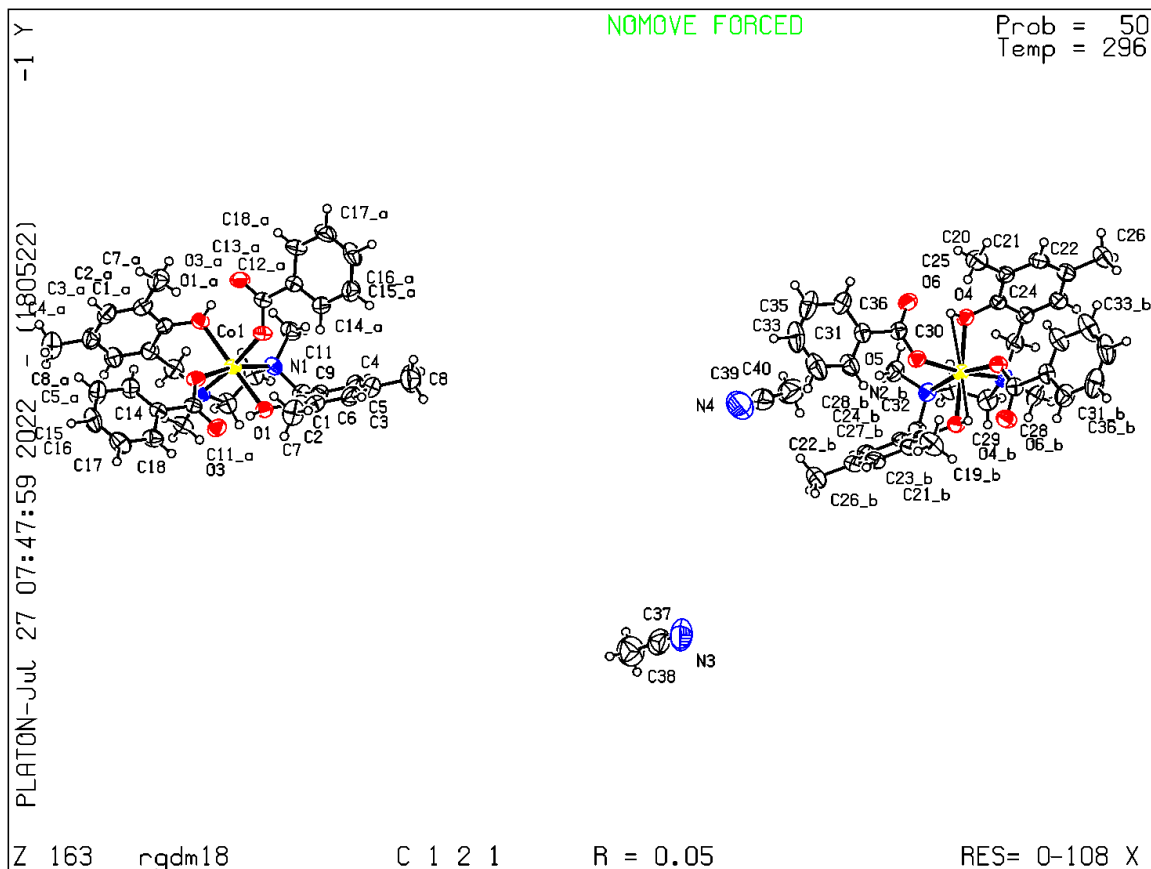 NOMOVE FORCED
Prob = 50
Temp = 296
-1 Y
PLATON-Jul 27 07:47:59 2022 - (180522)
C17_a
C18_a
C13_a
O3_a
C12_a
C7_a
C2_a
O1_a
C3_a
C1_a
C16_a
C15_a
C4_a
C14_a
Co1
C11
N1
C9
C4
C8
C8_a
C5_a
C14
C6
C5
C1
C3
O1
C2
C7
C15
C16
C17
C18
C11_a
O3
C20
C21
C22
C26
C25
O6
O4
C24
C33_b
C35
C36
C33
C31
C30
O5
C39
C40
N4
C28_b
N2_b
C32
C24_b
C27_b
C31_b
C36_b
C28
C29
O6_b
O4_b
C22_b
C23_b
C19_b
C21_b
C26_b
C37
N3
C38
Z 163 rqdm18 C 1 2 1 R = 0.05 RES= 0-108 X